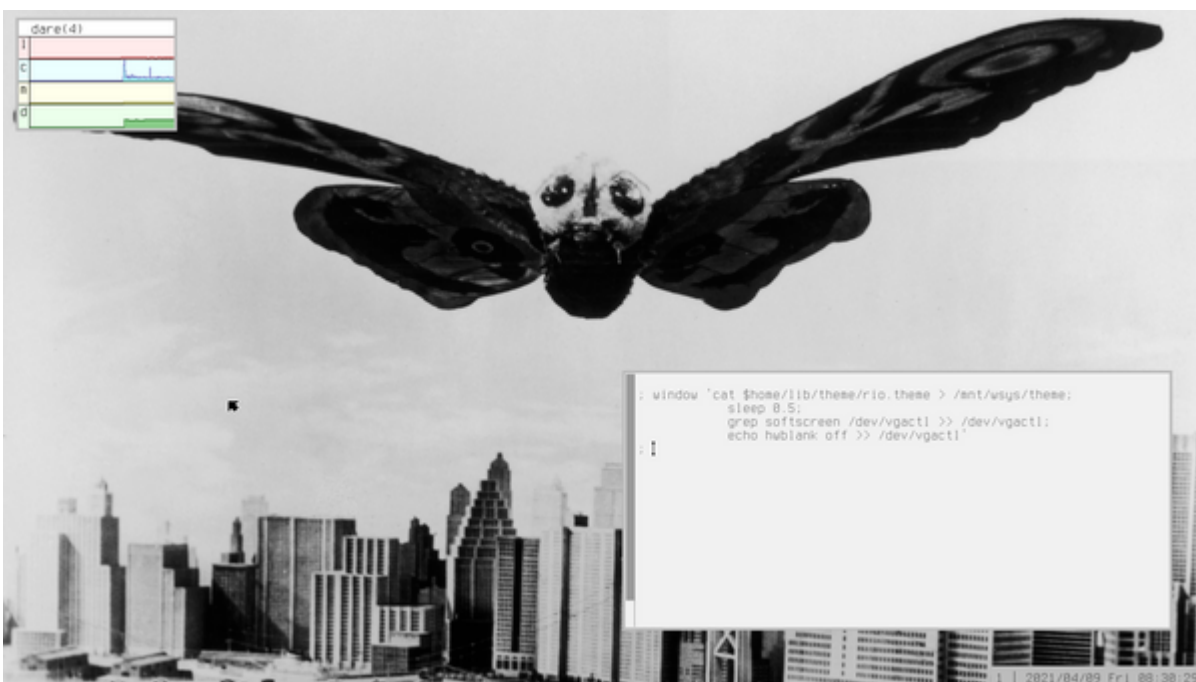 dare(4)
l
c
m
d
; window 'cat $home/lib/theme/rio.theme > /mnt/wsys/theme;
sleep 0.5;
grep softscreen /dev/vgactl >> /dev/vgactl;
echo hwblank off >> /dev/vgactl'
;
1 | 2021/04/09 Fri 08:30:29